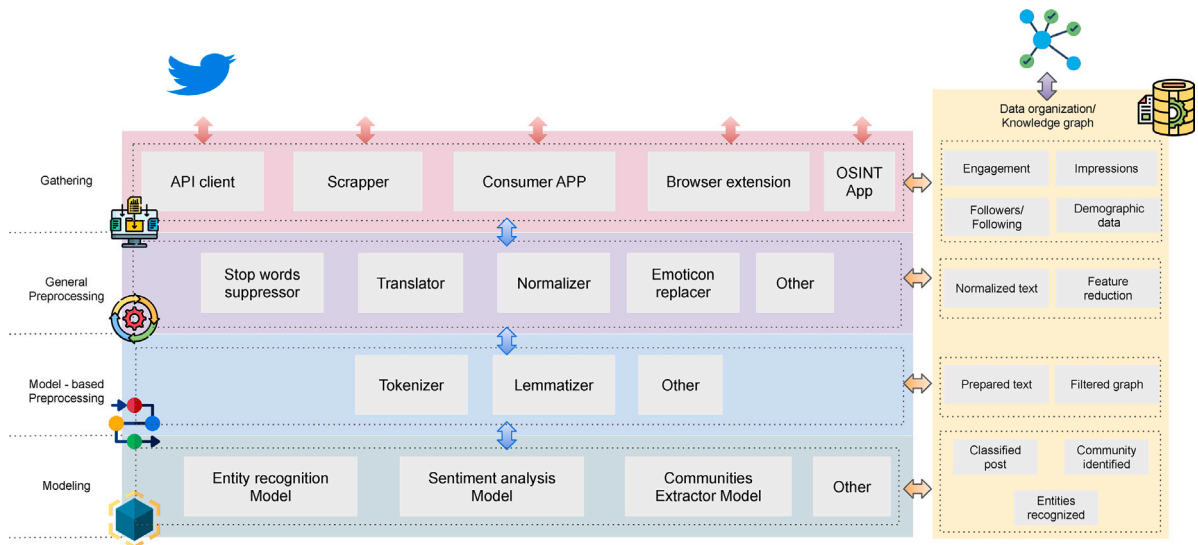 Data organization/
Knowledge graph
Gathering
API client
Scrapper
Consumer APP
Browser extension
OSINT
App
Engagement
Impressions
Followers/
Following
Demographic
data
General
Preprocessing
Stop words
suppressor
Translator
Normalizer
Emoticon
replacer
Other
Normalized text
Feature
reduction
Model - based
Preprocessing
Tokenizer
Lemmatizer
Other
Prepared text
Filtered graph
Modeling
Entity recognition
Model
Sentiment analysis
Model
Communities
Extractor Model
Other
Classified
post
Community
identified
Entities
recognized